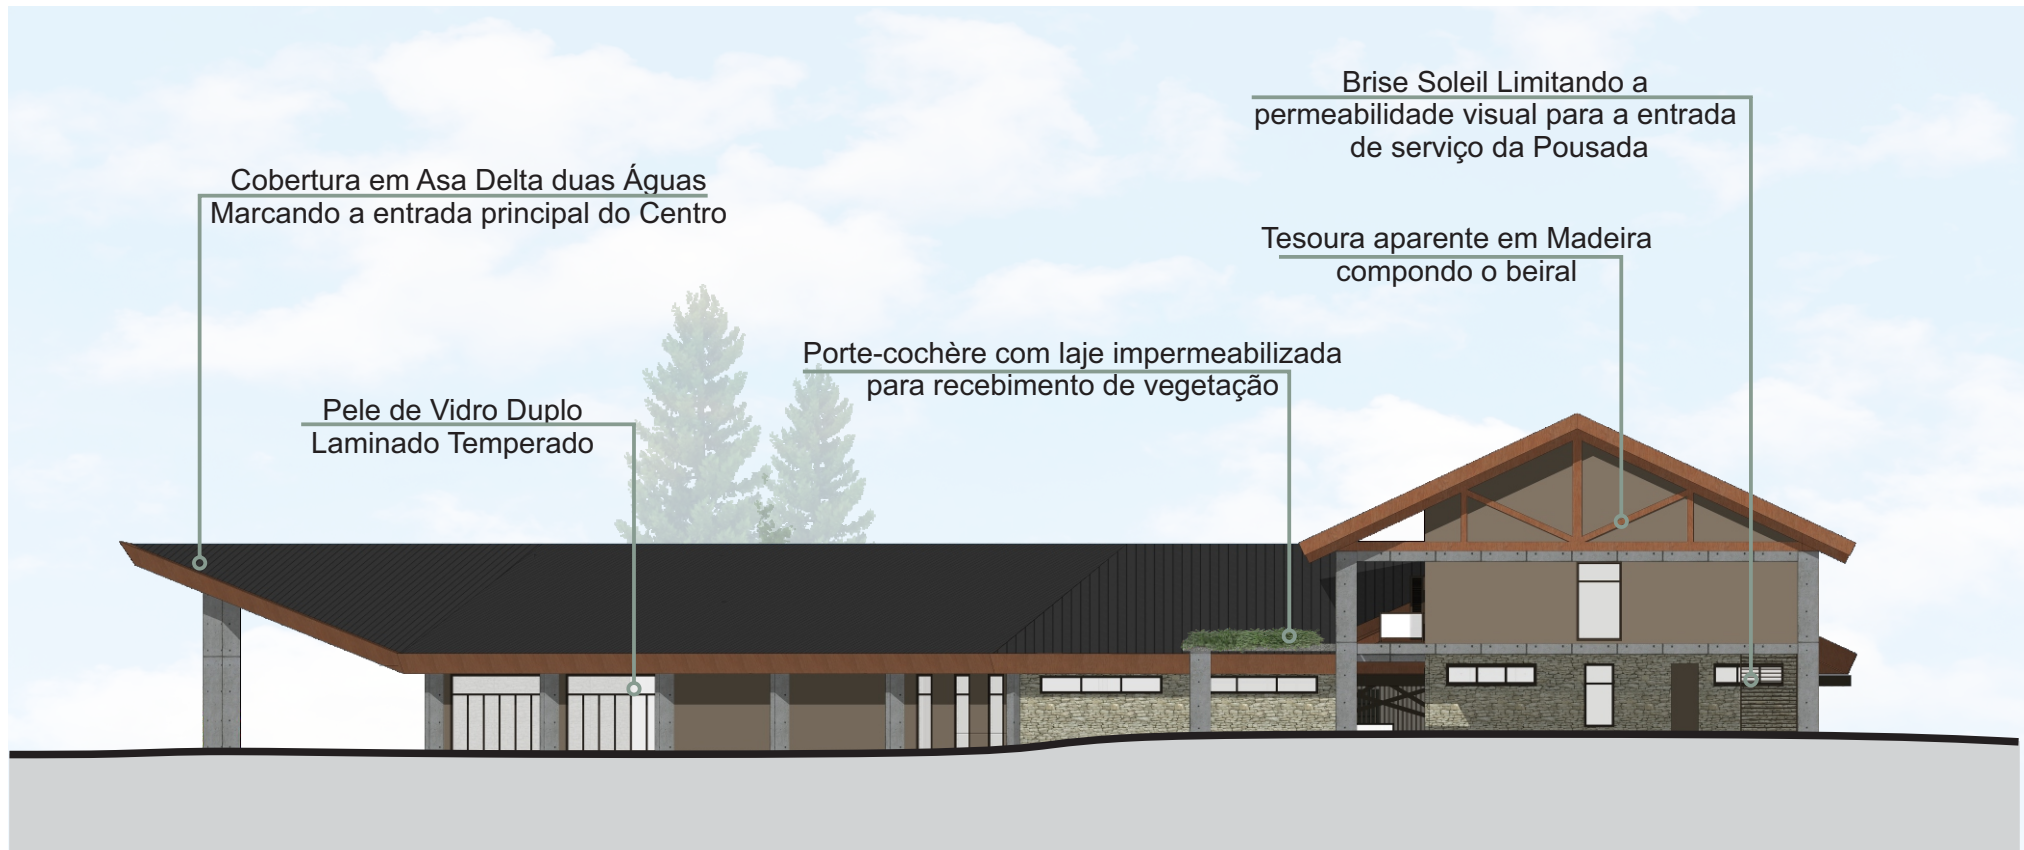 Brise Soleil Limitando a
permeabilidade visual para a entrada
de serviço da Pousada
Cobertura em Asa Delta duas Águas
Marcando a entrada principal do Centro
Tesoura aparente em Madeira
compondo o beiral
Porte-cochère com laje impermeabilizada
para recebimento de vegetação
Pele de Vidro Duplo
Laminado Temperado